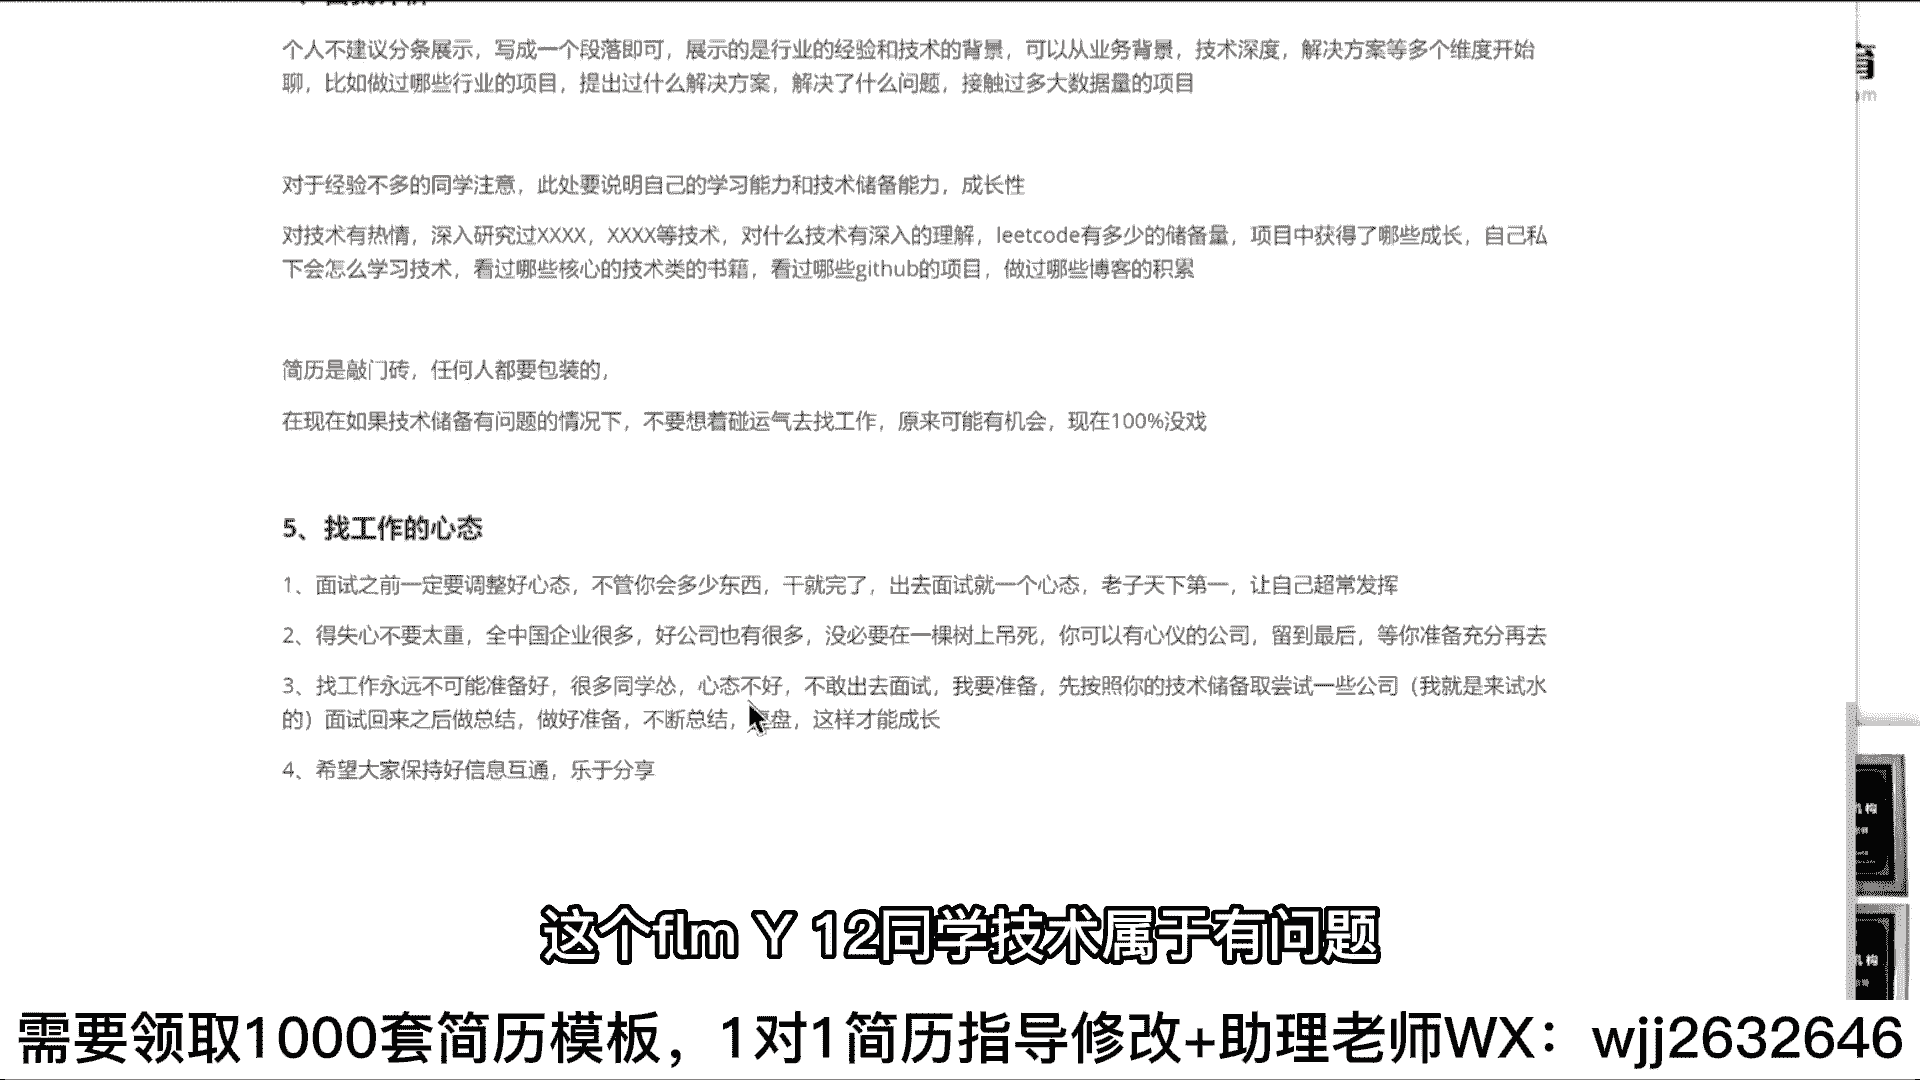 个人不建议分条展示，写成一个段落即可，展示的是行业的经验和技术的背景，可以从业务背景，技术深度，解决方案等多个维度开始
聊，比如做过哪些行业的项目，提出过什么解决方案，解决了什么问题，接触过多大数据量的项目
对于经验不多的同学注意，此处要说明自己的学习能力和技术储备能力，成长性
对技术有热情，深入研究过XXXX，XXXX等技术，对什么技术有深入的理解，leetcode有多少的储备量，项目中获得了哪些成长，自己私
下会怎么学习技术，看过哪些核心的技术类的书籍，看过哪些github的项目，做过哪些博客的积累
简历是敲门砖，任何人都要包装的，
在现在如果技术储备有问题的情况下，不要想着碰运气去找工作，原来可能有机会，现在100%没戏
5、找工作的心态
1、面试之前一定要调整好心态，不管你会多少东西，干就完了，出去面试就一个心态，老子天下第一，让自己超常发挥
2、得失心不要太重，全中国企业很多，好公司也有很多，没必要在一棵树上吊死，你可以有心仪的公司，留到最后，等你准备充分再去
3、找工作永远不可能准备好，很多同学怂，心态不好，不敢出去面试，我要准备，先按照你的技术储备取尝试一些公司（我就是来试水
的）面试回来之后做总结，做好准备，不断总结，盘，这样才能成长
4、希望大家保持好信息互通，乐于分享
育
om
机构
机构
这个flm Y 12同学技术属于有问题
需要领取1000套简历模板，1对1简历指导修改+助理老师WX：wjj2632646